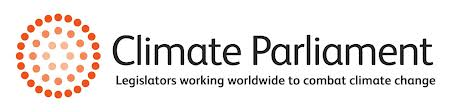 Climate Parliament
Legislators working worldwide to combat climate change